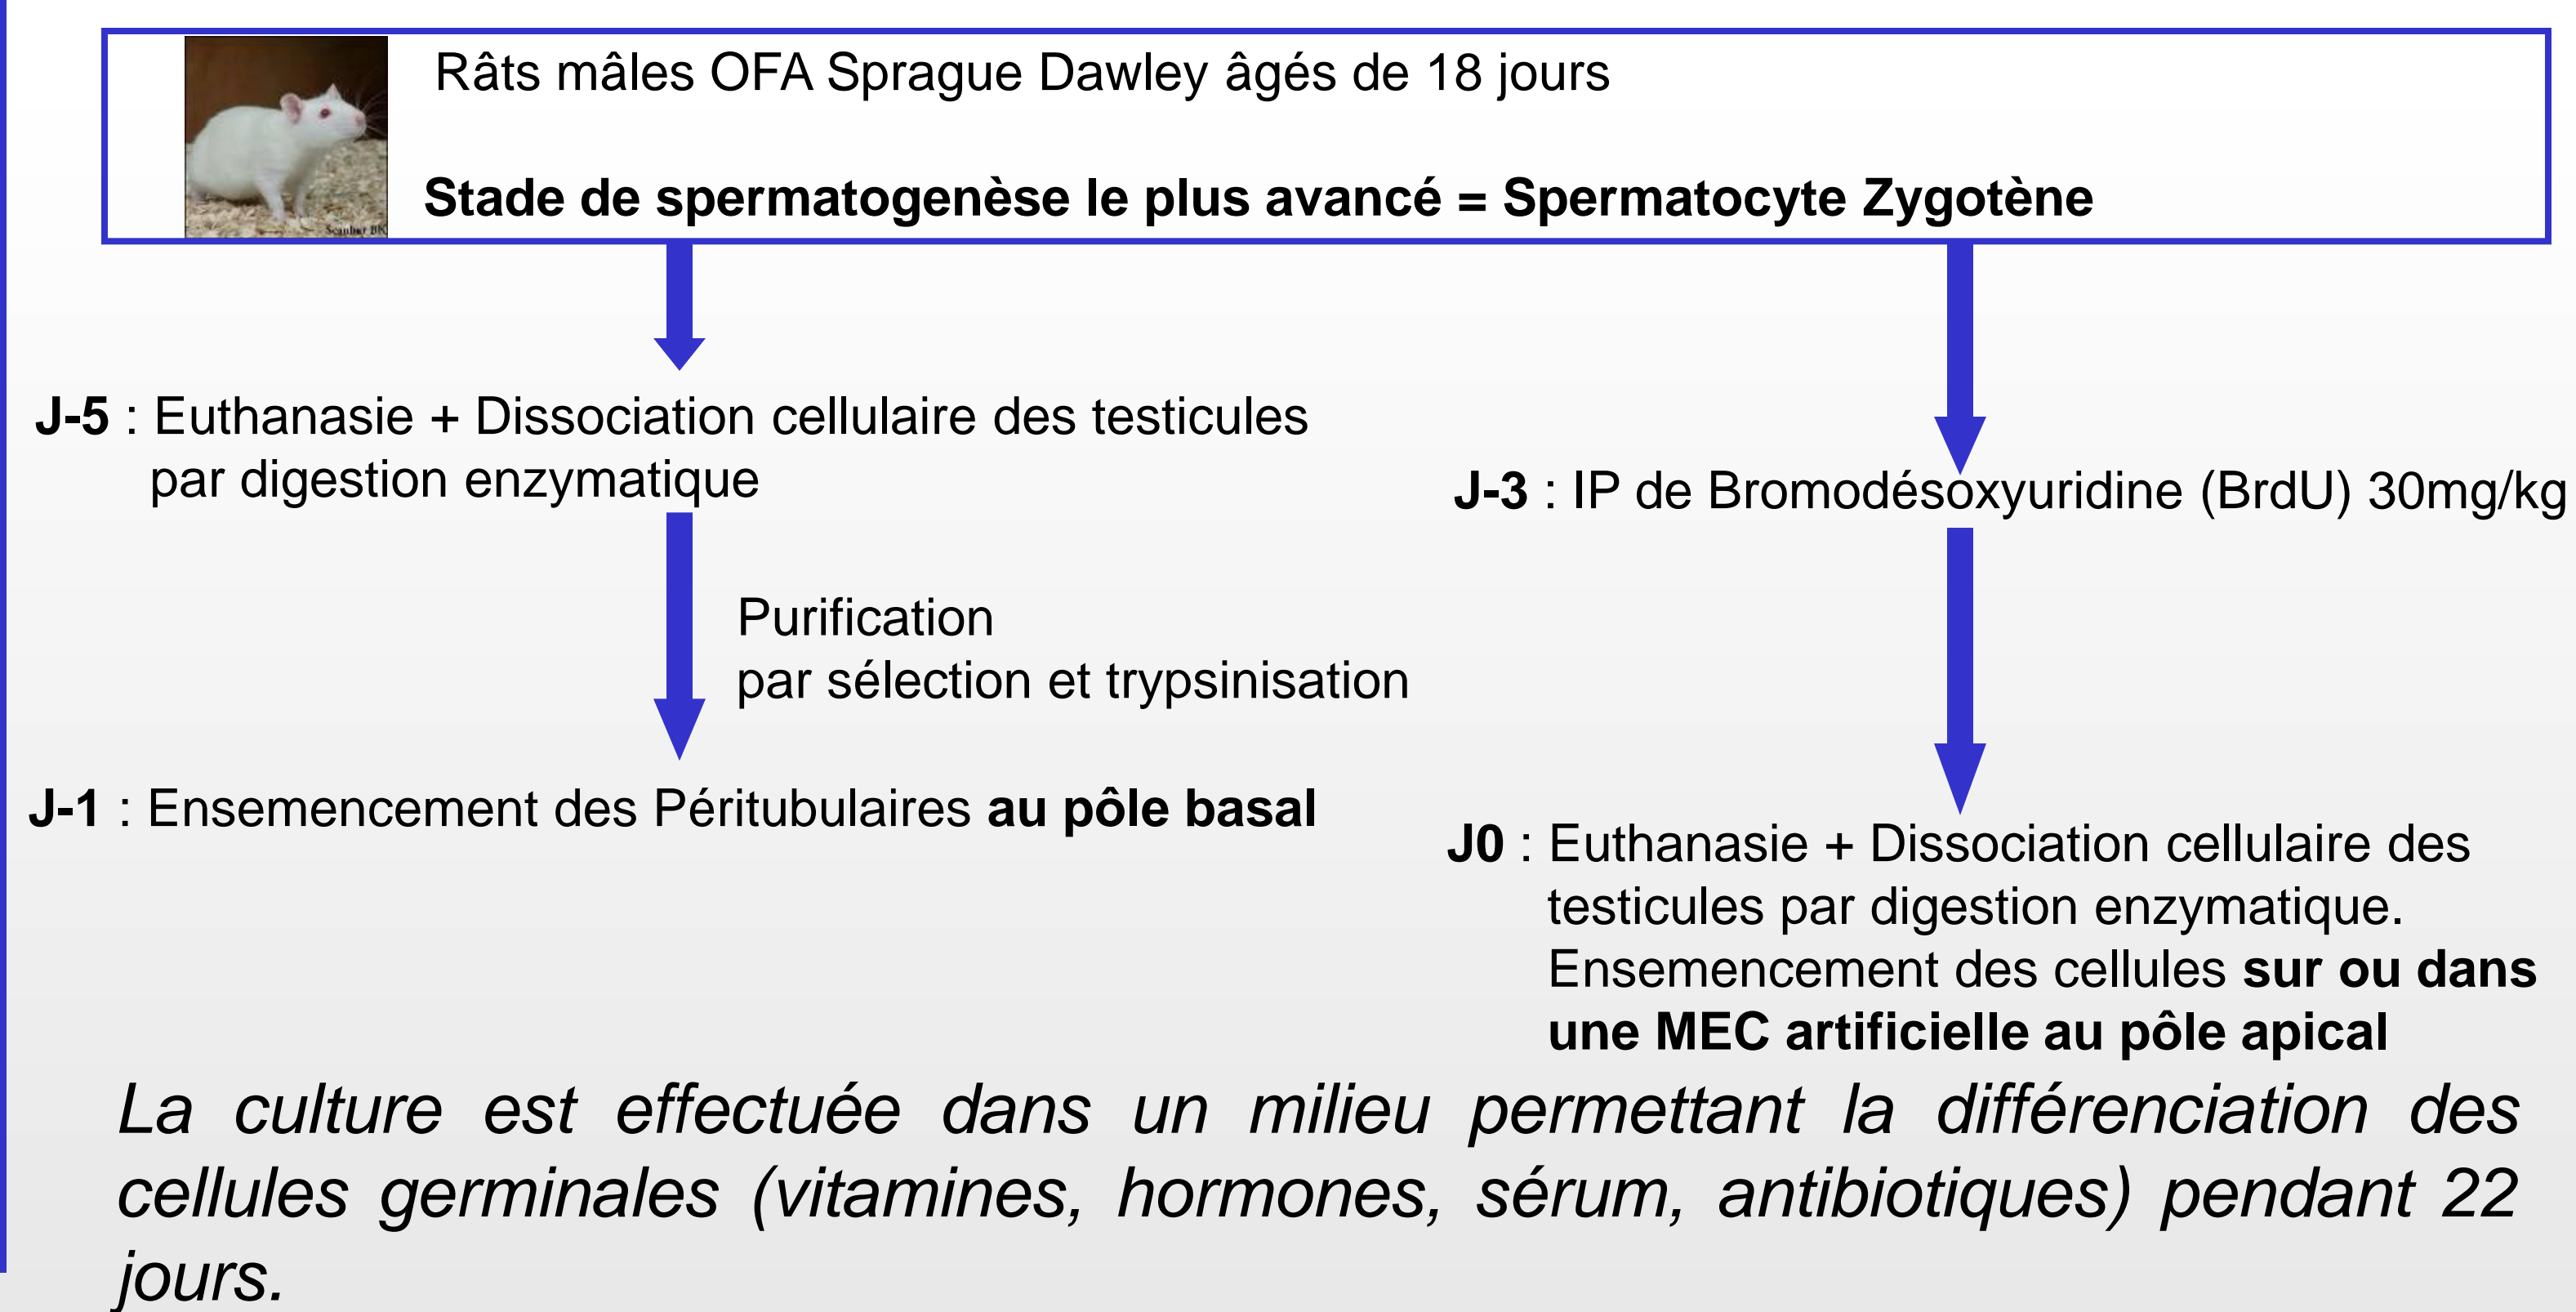 Râts mâles OFA Sprague Dawley âgés de 18 jours
Stade de spermatogenèse le plus avancé = Spermatocyte Zygotène
J-5 : Euthanasie + Dissociation cellulaire des testicules
par digestion enzymatique
Purification
par sélection et trypsinisation
J-1 : Ensemencement des Péritubulaires au pôle basal
J-3 : IP de Bromodésoxyuridine (BrdU) 30mg/kg
J0 : Euthanasie + Dissociation cellulaire des
testicules par digestion enzymatique.
Ensemencement des cellules sur ou dans
une MEC artificielle au pôle apical
La culture est effectuée dans un milieu permettant la différenciation des
cellules germinales (vitamines, hormones, sérum, antibiotiques) pendant 22
jours.